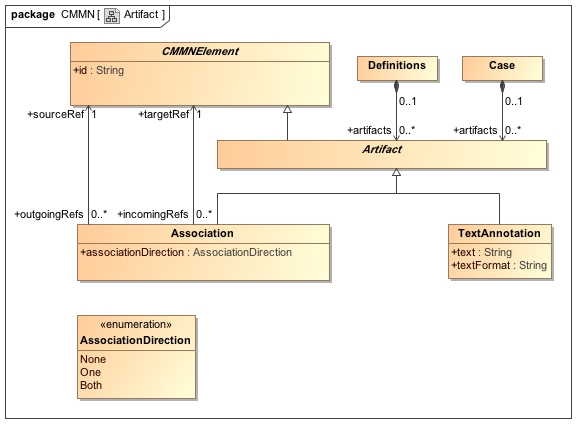 package CMMN [ Artifact ]
CMMNElement
+id : String
Definitions
Case
0..1
0..1
+sourceRef 1
+targetRef 1
+artifacts 0..*
+artifacts 0..*
Artifact
+outgoingRefs 0..*
+incomingRefs 0..*
Association
+associationDirection : AssociationDirection
TextAnnotation
+text : String
+textFormat : String
«enumeration»
AssociationDirection
None
One
Both